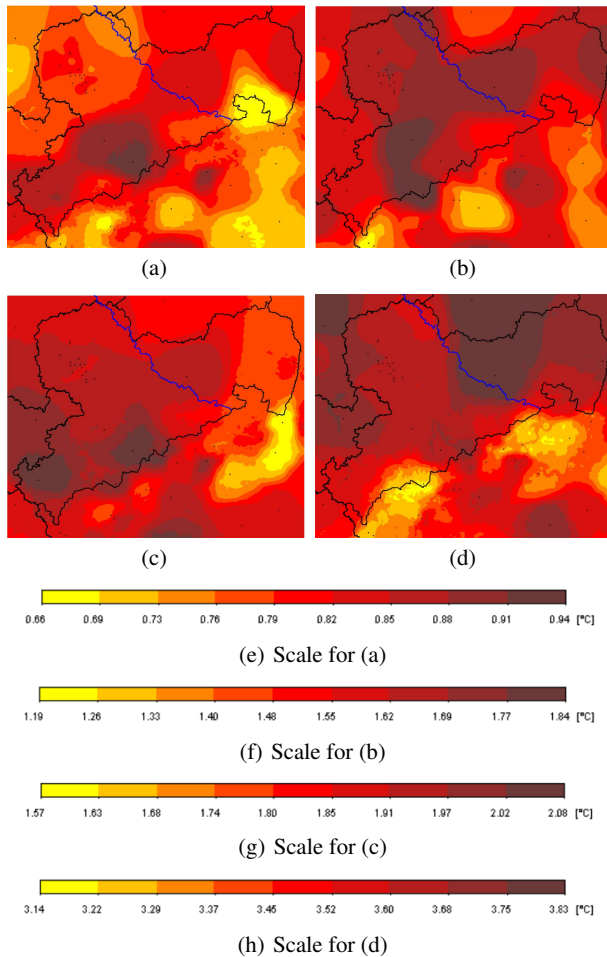 (a)
(b)
(c)
(d)
0.66 0.69 0.73 0.76 0.79 0.82 0.85 0.88 0.91 0.94 [°C]
(e) Scale for (a)
1.19 1.26 1.33 1.40 1.48 1.55 1.62 1.69 1.77 1.84 [°C]
(f) Scale for (b)
1.57 1.63 1.68 1.74 1.80 1.85 1.91 1.97 2.02 2.08 [°C]
(g) Scale for (c)
3.14 3.22 3.29 3.37 3.45 3.52 3.60 3.68 3.75 3.83 [°C]
(h) Scale for (d)